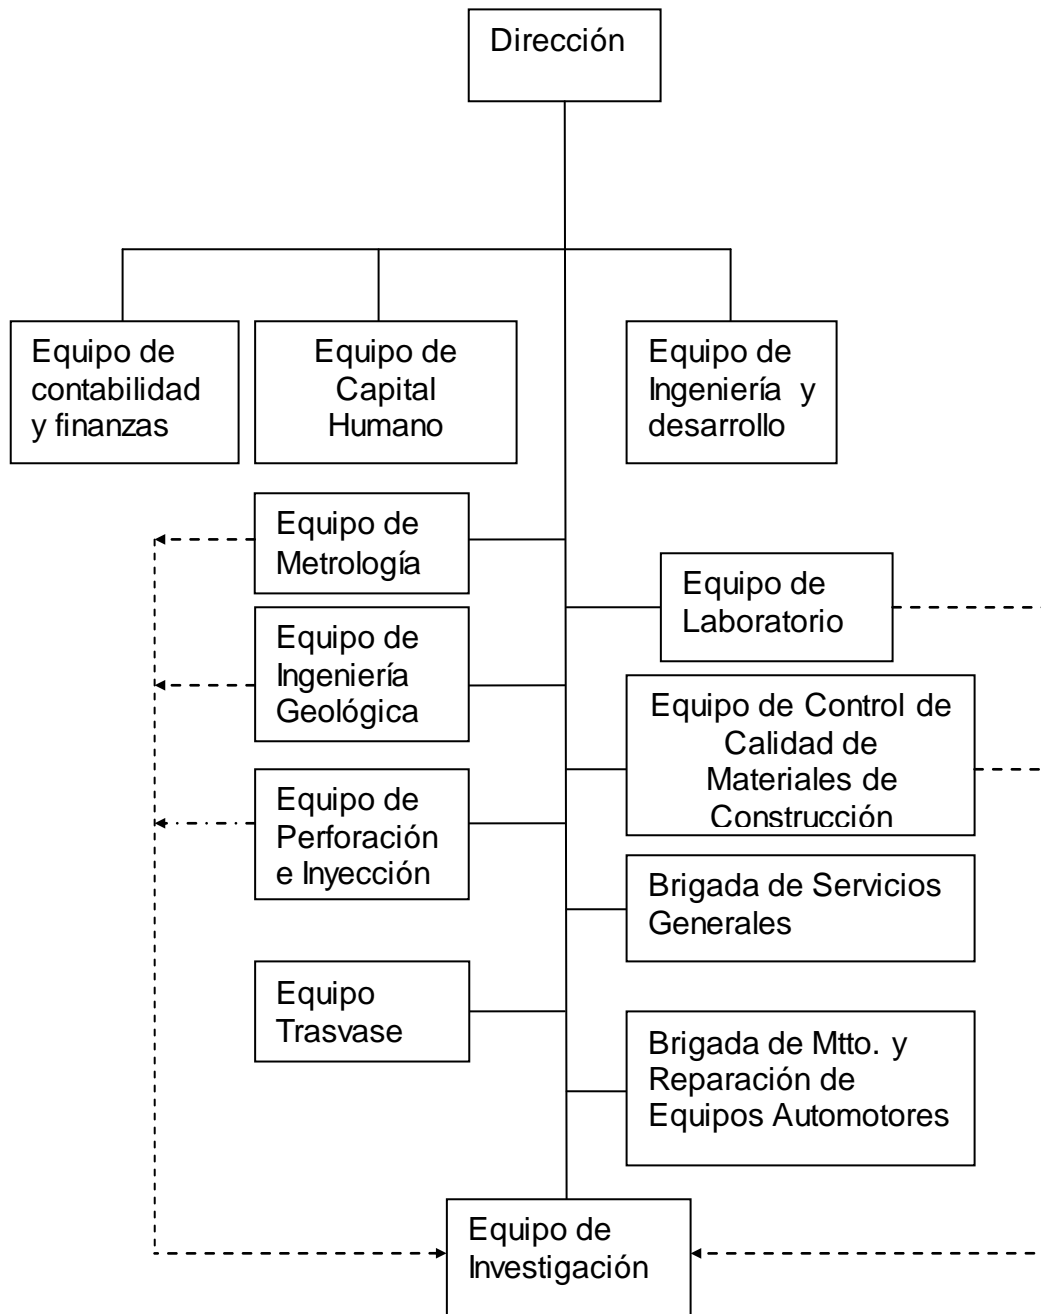 Dirección
Equipo de
contabilidad
y finanzas
Equipo de
Capital
Humano
Equipo de
Ingeniería y
desarrollo
Equipo de
Metrología
Equipo de
Laboratorio
Equipo de
Ingeniería
Geológica
Equipo de Control de
Calidad de
Materiales de
Construcción
Equipo de
Perforación
e Inyección
Brigada de Servicios
Generales
Equipo
Trasvase
Brigada de Mtto. y
Reparación de
Equipos Automotores
Equipo de
Investigación